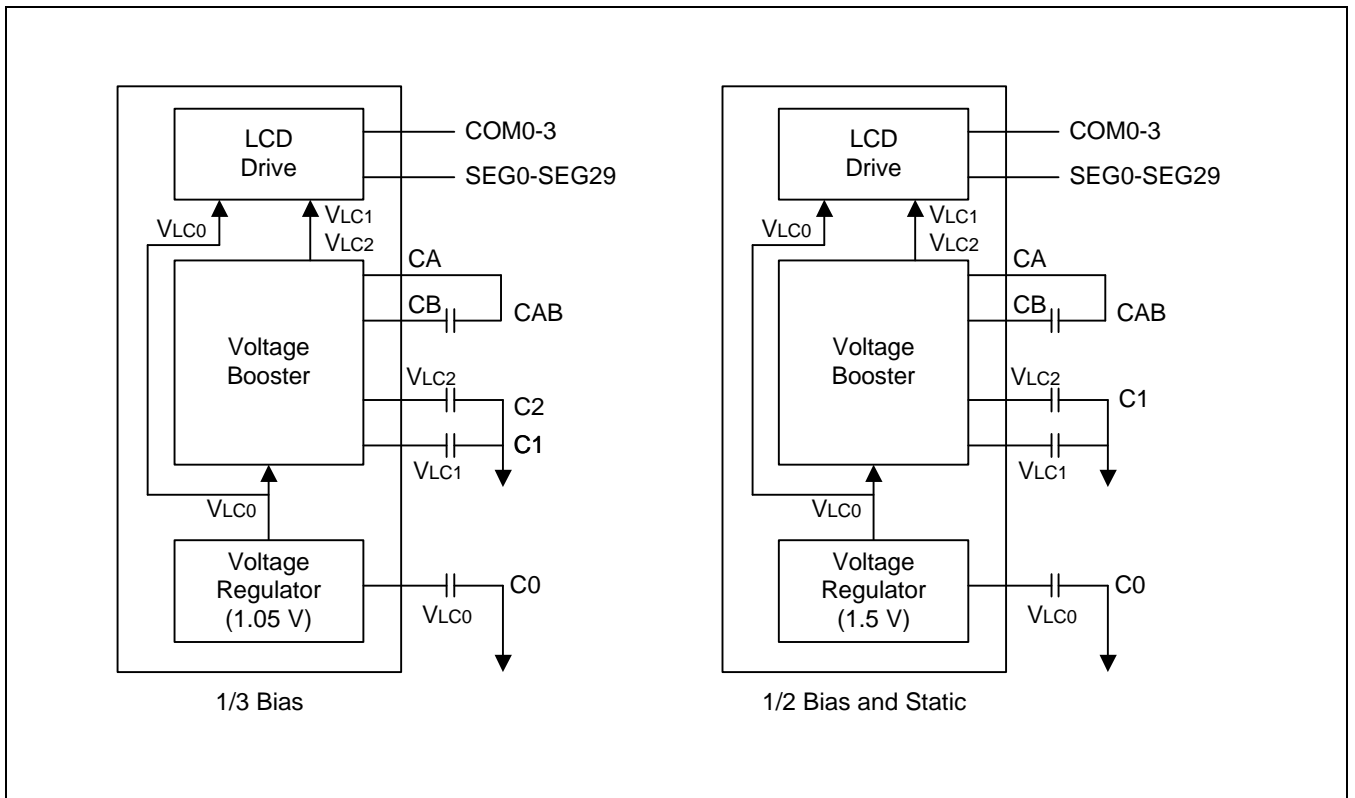 LCD
Drive
COM0-3
SEG0-SEG29
VLC0
VLC1
VLC2
CA
CB
CAB
Voltage
Booster
VLC2
C2
C1
VLC1
VLC0
Voltage
Regulator
(1.05 V)
C0
VLC0
1/3 Bias
LCD
Drive
COM0-3
SEG0-SEG29
VLC0
VLC1
VLC2
CA
CB
CAB
Voltage
Booster
VLC2
C1
VLC1
VLC0
Voltage
Regulator
(1.5 V)
C0
VLC0
1/2 Bias and Static